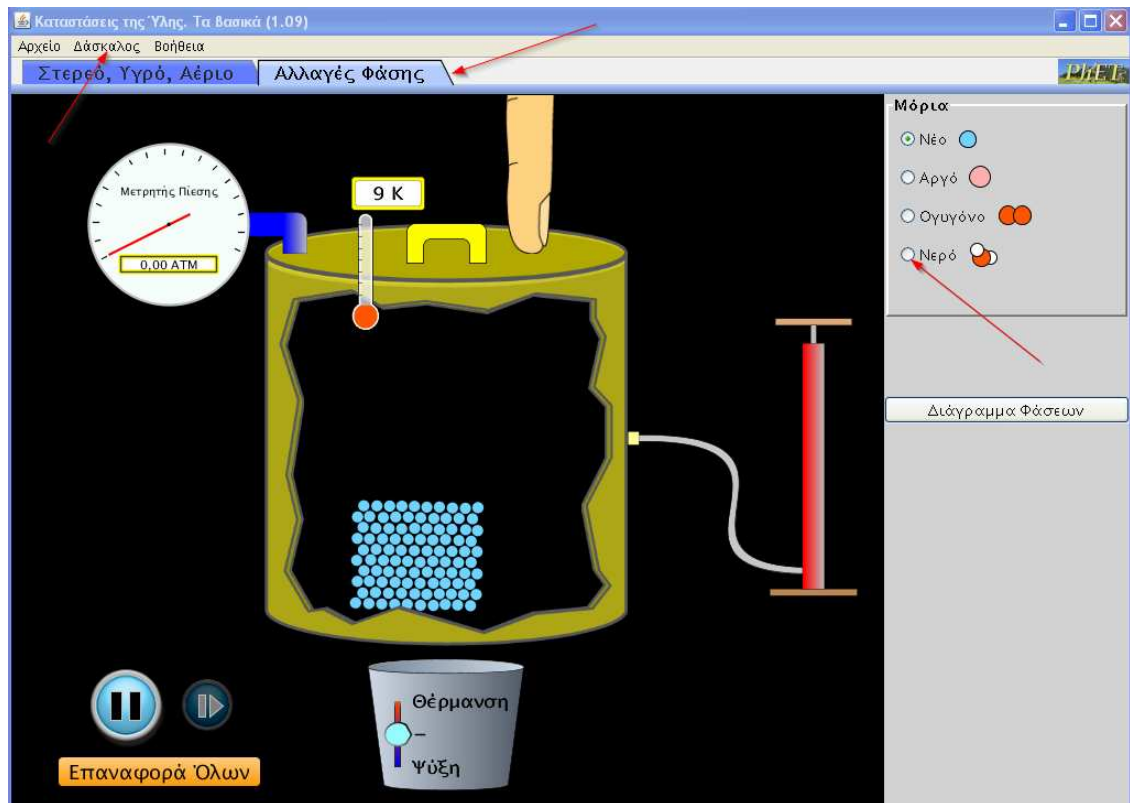 Καταστάσεις της Ύλης. Τα Βασικά (1.09)
Αρχείο Δάσκαλος Βοήθεια
Στερεό, Υγρό, Αέριο Αλλαγές Φάσης
PhET
Μόρια
Νέο
Αργό
Ογυγόνο
Νερό
Μετρητής Πίεσης
0,00 ATM
9 K
Διάγραμμα Φάσεων
Θέρμανση
Ψύξη
Επαναφορά Όλων